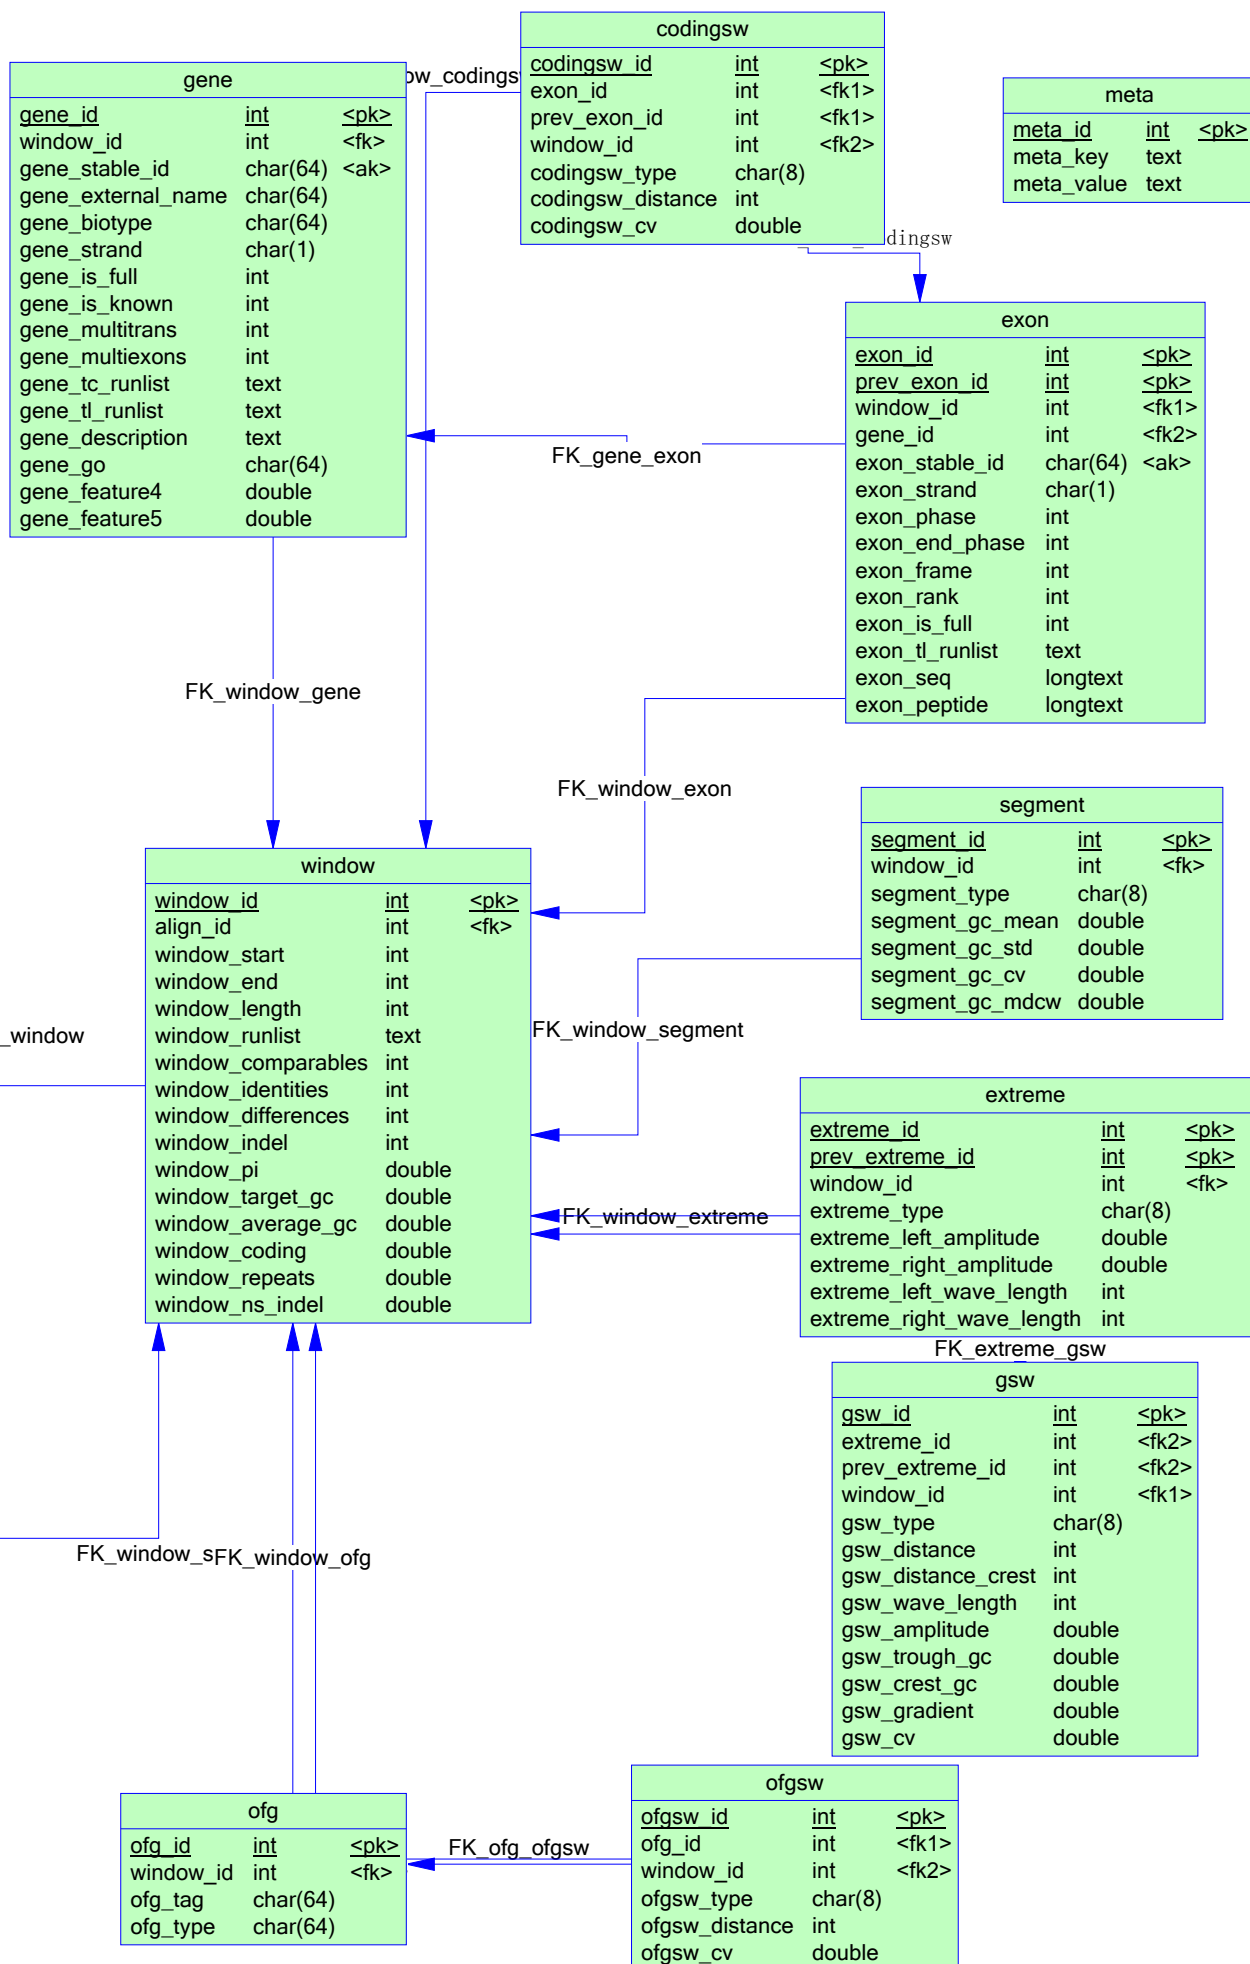 codingsw
codingsw_id int <pk>
exon_id int <fk1>
prev_exon_id int <fk1>
window_id int <fk2>
codingsw_type char(8)
codingsw_distance int
codingsw_cv double
gene
gene_id int <pk>
window_id int <fk>
gene_stable_id char(64) <ak>
gene_external_name char(64)
gene_biotype char(64)
gene_strand char(1)
gene_is_full int
gene_is_known int
gene_multitrans int
gene_multiexons int
gene_tc_runlist text
gene_tl_runlist text
gene_description text
gene_go char(64)
gene_feature4 double
gene_feature5 double
meta
meta_id int <pk>
meta_key text
meta_value text
dingsw
exon
exon_id int <pk>
prev_exon_id int <pk>
window_id int <fk1>
gene_id int <fk2>
exon_stable_id char(64) <ak>
exon_strand char(1)
exon_phase int
exon_end_phase int
exon_frame int
exon_rank int
exon_is_full int
exon_tl_runlist text
exon_seq longtext
exon_peptide longtext
FK_gene_exon
FK_window_gene
FK_window_exon
segment
segment_id int <pk>
window_id int <fk>
segment_type char(8)
segment_gc_mean double
segment_gc_std double
segment_gc_cv double
segment_gc_mdcw double
window
window_id int <pk>
align_id int <fk>
window_start int
window_end int
window_length int
window_runlist text
window_comparables int
window_identities int
window_differences int
window_indel int
window_pi double
window_target_gc double
window_average_gc double
window_coding double
window_repeats double
window_ns_indel double
_window
FK_window_segment
extreme
extreme_id int <pk>
prev_extreme_id int <pk>
window_id int <fk>
extreme_type char(8)
extreme_left_amplitude double
extreme_right_amplitude double
extreme_left_wave_length int
extreme_right_wave_length int
FK_window_extreme
FK_extreme_gsw
gsw
gsw_id int <pk>
extreme_id int <fk2>
prev_extreme_id int <fk2>
window_id int <fk1>
gsw_type char(8)
gsw_distance int
gsw_distance_crest int
gsw_wave_length int
gsw_amplitude double
gsw_trough_gc double
gsw_crest_gc double
gsw_gradient double
gsw_cv double
FK_window_s
FK_window_ofg
ofg
ofg_id int <pk>
window_id int <fk>
ofg_tag char(64)
ofg_type char(64)
FK_ofg_ofgsw
ofgsw
ofgsw_id int <pk>
ofg_id int <fk1>
window_id int <fk2>
ofgsw_type char(8)
ofgsw_distance int
ofgsw_cv double